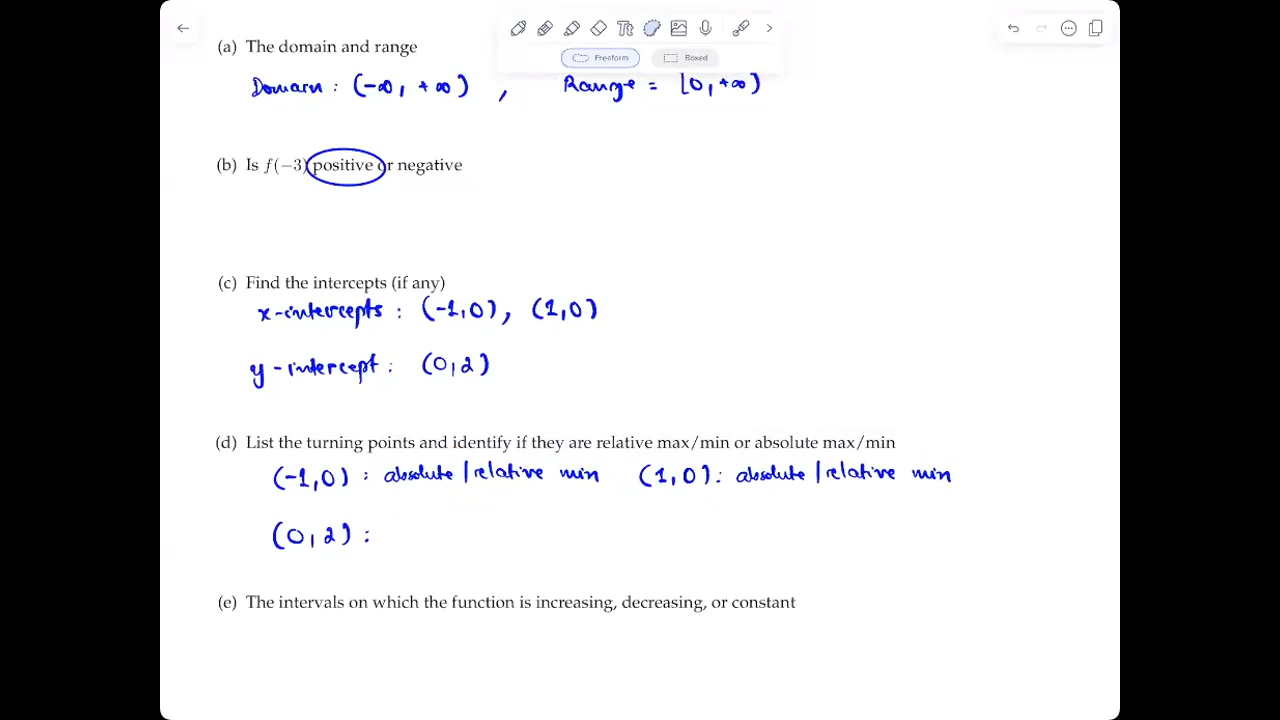 (a) The domain and range
Freeform Boxed
Domain : (-∞, +∞) , Range = [0, +∞)
(b) Is f(−3) positive or negative
(c) Find the intercepts (if any)
x-intercepts : (-1,0), (1,0)
y-intercept : (0,2)
(d) List the turning points and identify if they are relative max/min or absolute max/min
(-1,0) : absolute/relative min (1,0) : absolute/relative min
(0,2) :
(e) The intervals on which the function is increasing, decreasing, or constant